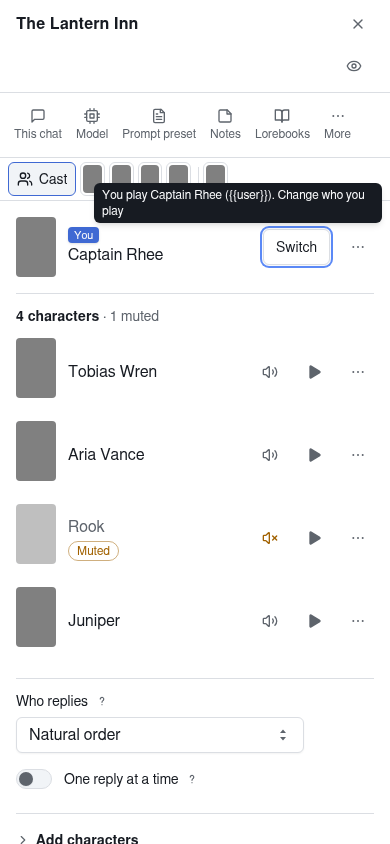 The Lantern Inn
This chat
Model
Prompt preset
Notes
Lorebooks
More
Cast
You play Captain Rhee ({{user}}). Change who you
play
You
Captain Rhee
Switch
4 characters · 1 muted
Tobias Wren
Aria Vance
Rook
Muted
Juniper
Who replies ?
Natural order
One reply at a time ?
Add characters